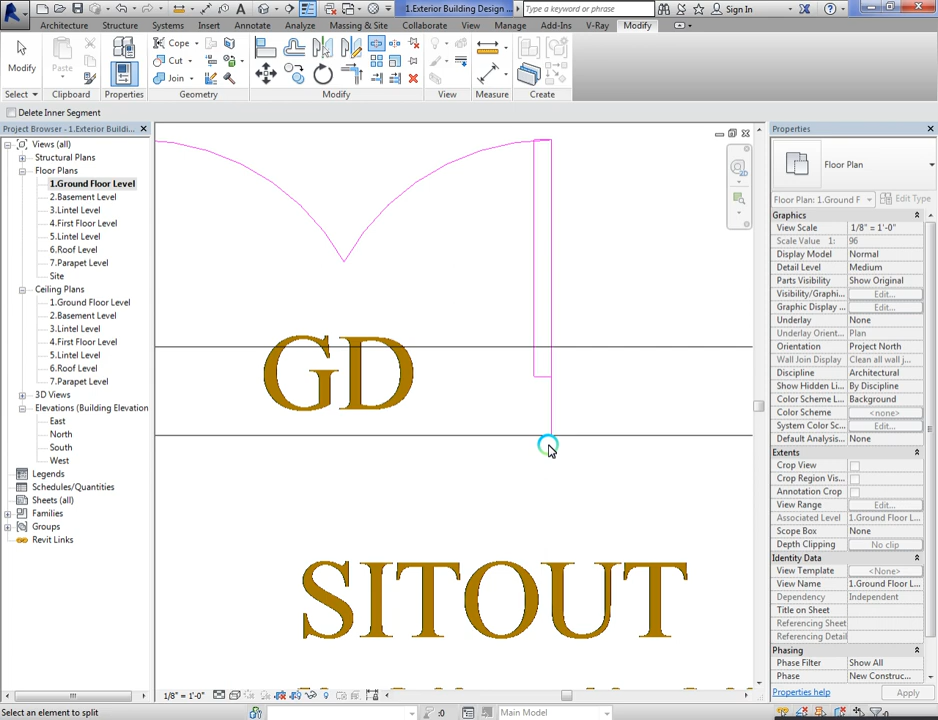 1.Exterior Building Design ...
Type a keyword or phrase
Sign In
Architecture Structure Systems Insert Annotate Analyze Massing & Site Collaborate View Manage Add-Ins V-Ray Modify
Modify
Paste
Cope
Cut
Join
Select Clipboard Properties Geometry Modify View Measure Create
Delete Inner Segment
Project Browser - 1.Exterior Buildi...
Views (all)
Structural Plans
Floor Plans
1.Ground Floor Level
2.Basement Level
3.Lintel Level
4.First Floor Level
5.Lintel Level
6.Roof Level
7.Parapet Level
Site
Ceiling Plans
1.Ground Floor Level
2.Basement Level
3.Lintel Level
4.First Floor Level
5.Lintel Level
6.Roof Level
7.Parapet Level
3D Views
Elevations (Building Elevation
East
North
South
West
Legends
Schedules/Quantities
Sheets (all)
Families
Groups
Revit Links
GD
SITOUT
Properties
Floor Plan
Floor Plan: 1.Ground F
Edit Type
Graphics
View Scale 1/8" = 1'-0"
Scale Value 1: 96
Display Model Normal
Detail Level Medium
Parts Visibility Show Original
Visibility/Graphi... Edit...
Graphic Display ... Edit...
Underlay None
Underlay Orient... Plan
Orientation Project North
Wall Join Display Clean all wall j...
Discipline Architectural
Show Hidden Li... By Discipline
Color Scheme L... Background
Color Scheme <none>
System Color Sc... Edit...
Default Analysis... None
Extents
Crop View
Crop Region Vis...
Annotation Crop
View Range Edit...
Associated Level 1.Ground Floor L...
Scope Box None
Depth Clipping No clip
Identity Data
View Template <None>
View Name 1.Ground Floor L...
Dependency Independent
Title on Sheet
Referencing Sheet
Referencing Detail
Phasing
Phase Filter Show All
Phase New Construc...
Properties help
Apply
1/8" = 1'-0"
Select an element to split
:0
Main Model